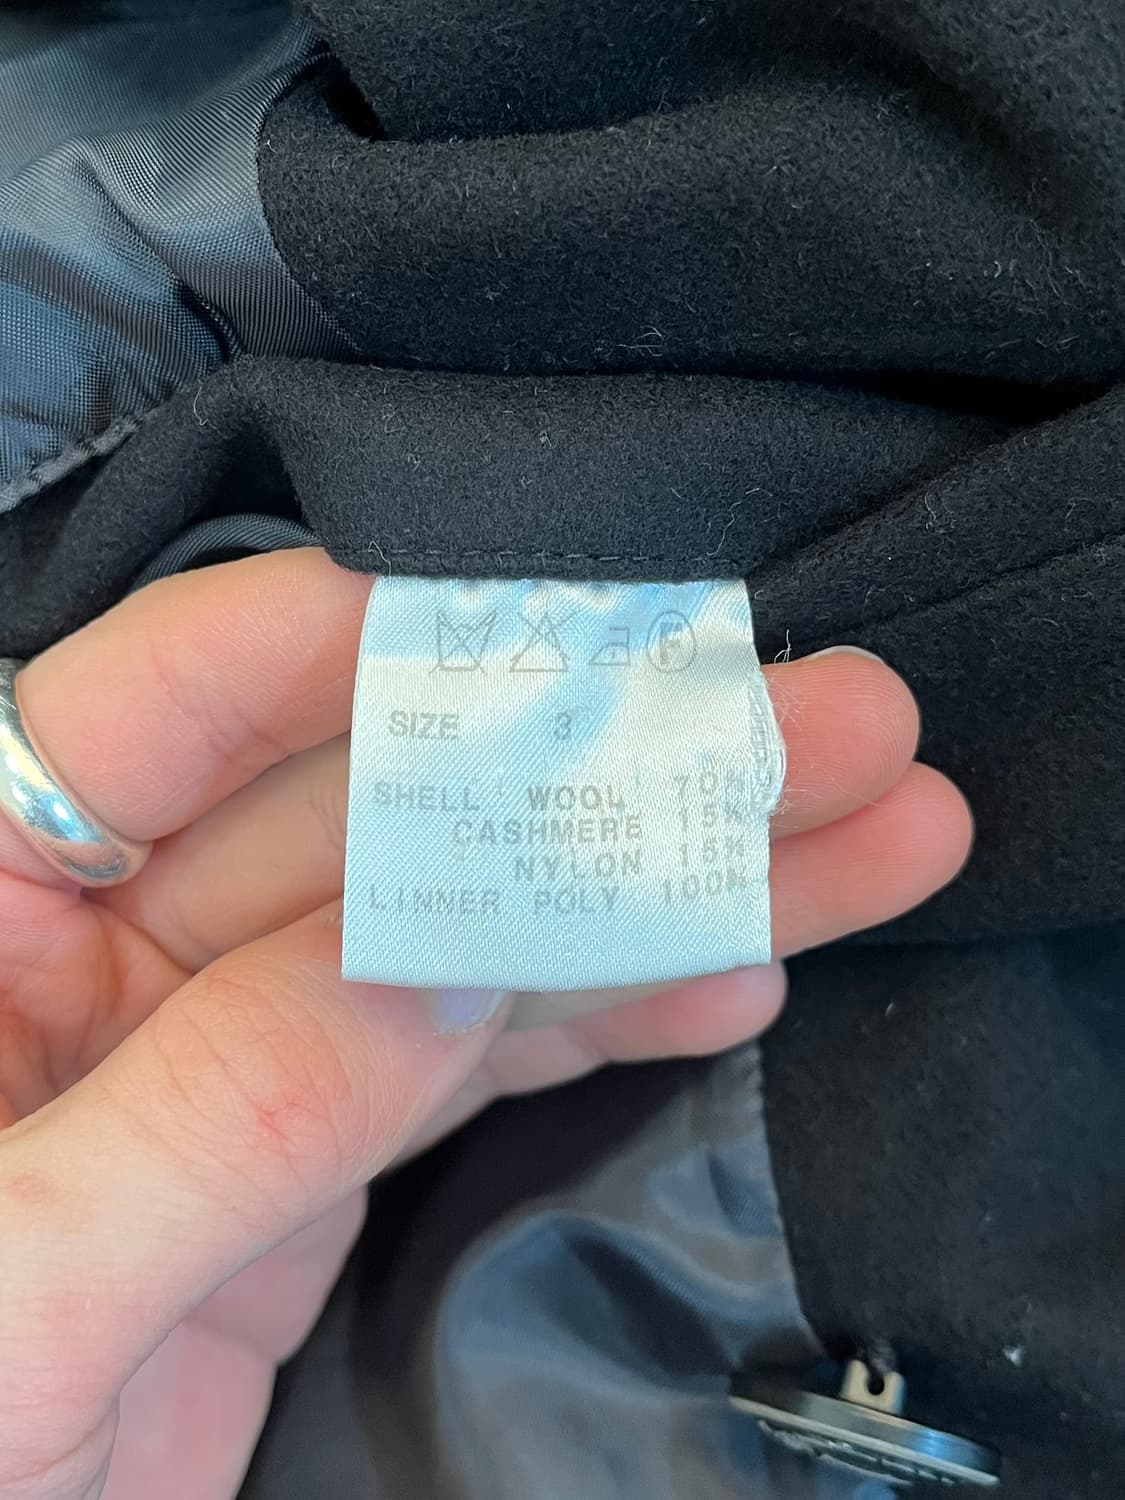 F
SIZE 3
SHELL WOOL 70%
CASHMERE 15%
NYLON 15%
LINNER POLY 100%